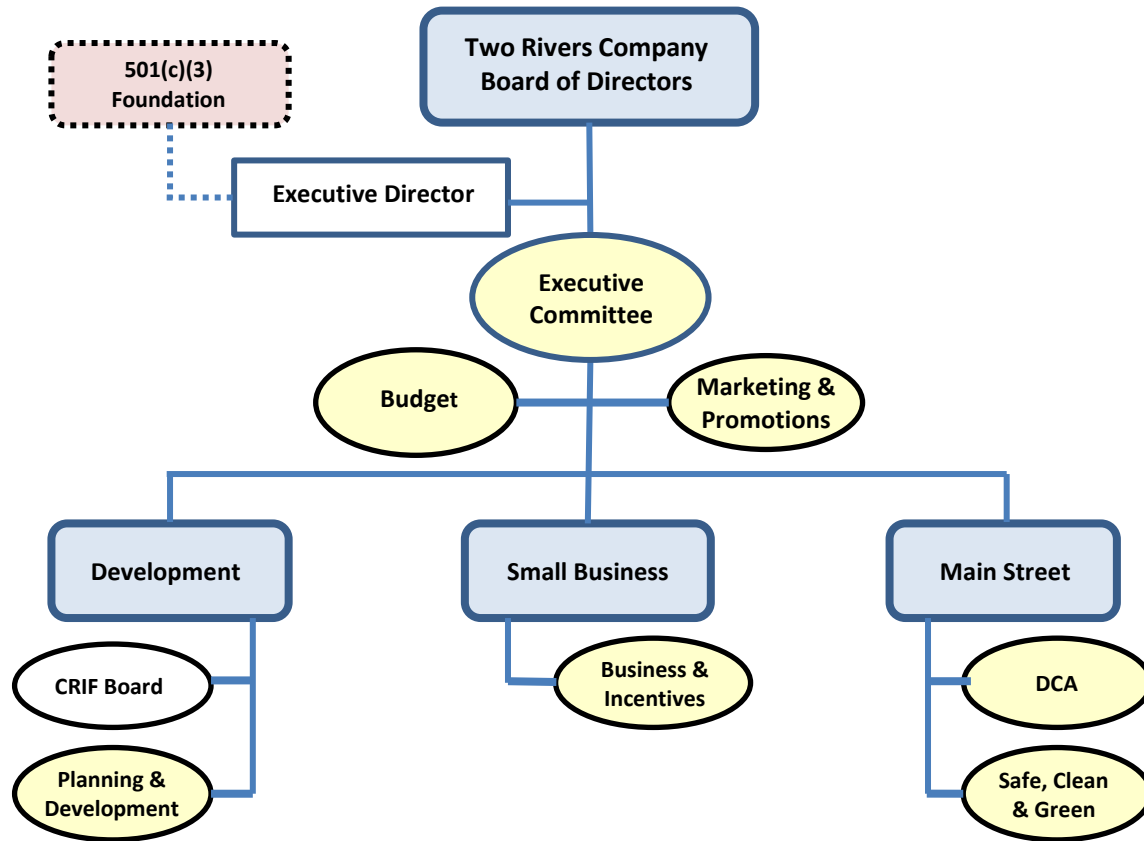 Two Rivers Company
Board of Directors
501(c)(3)
Foundation
Executive Director
Executive
Committee
Budget
Marketing &
Promotions
Development
Small Business
Main Street
CRIF Board
Planning &
Development
Business &
Incentives
DCA
Safe, Clean
& Green